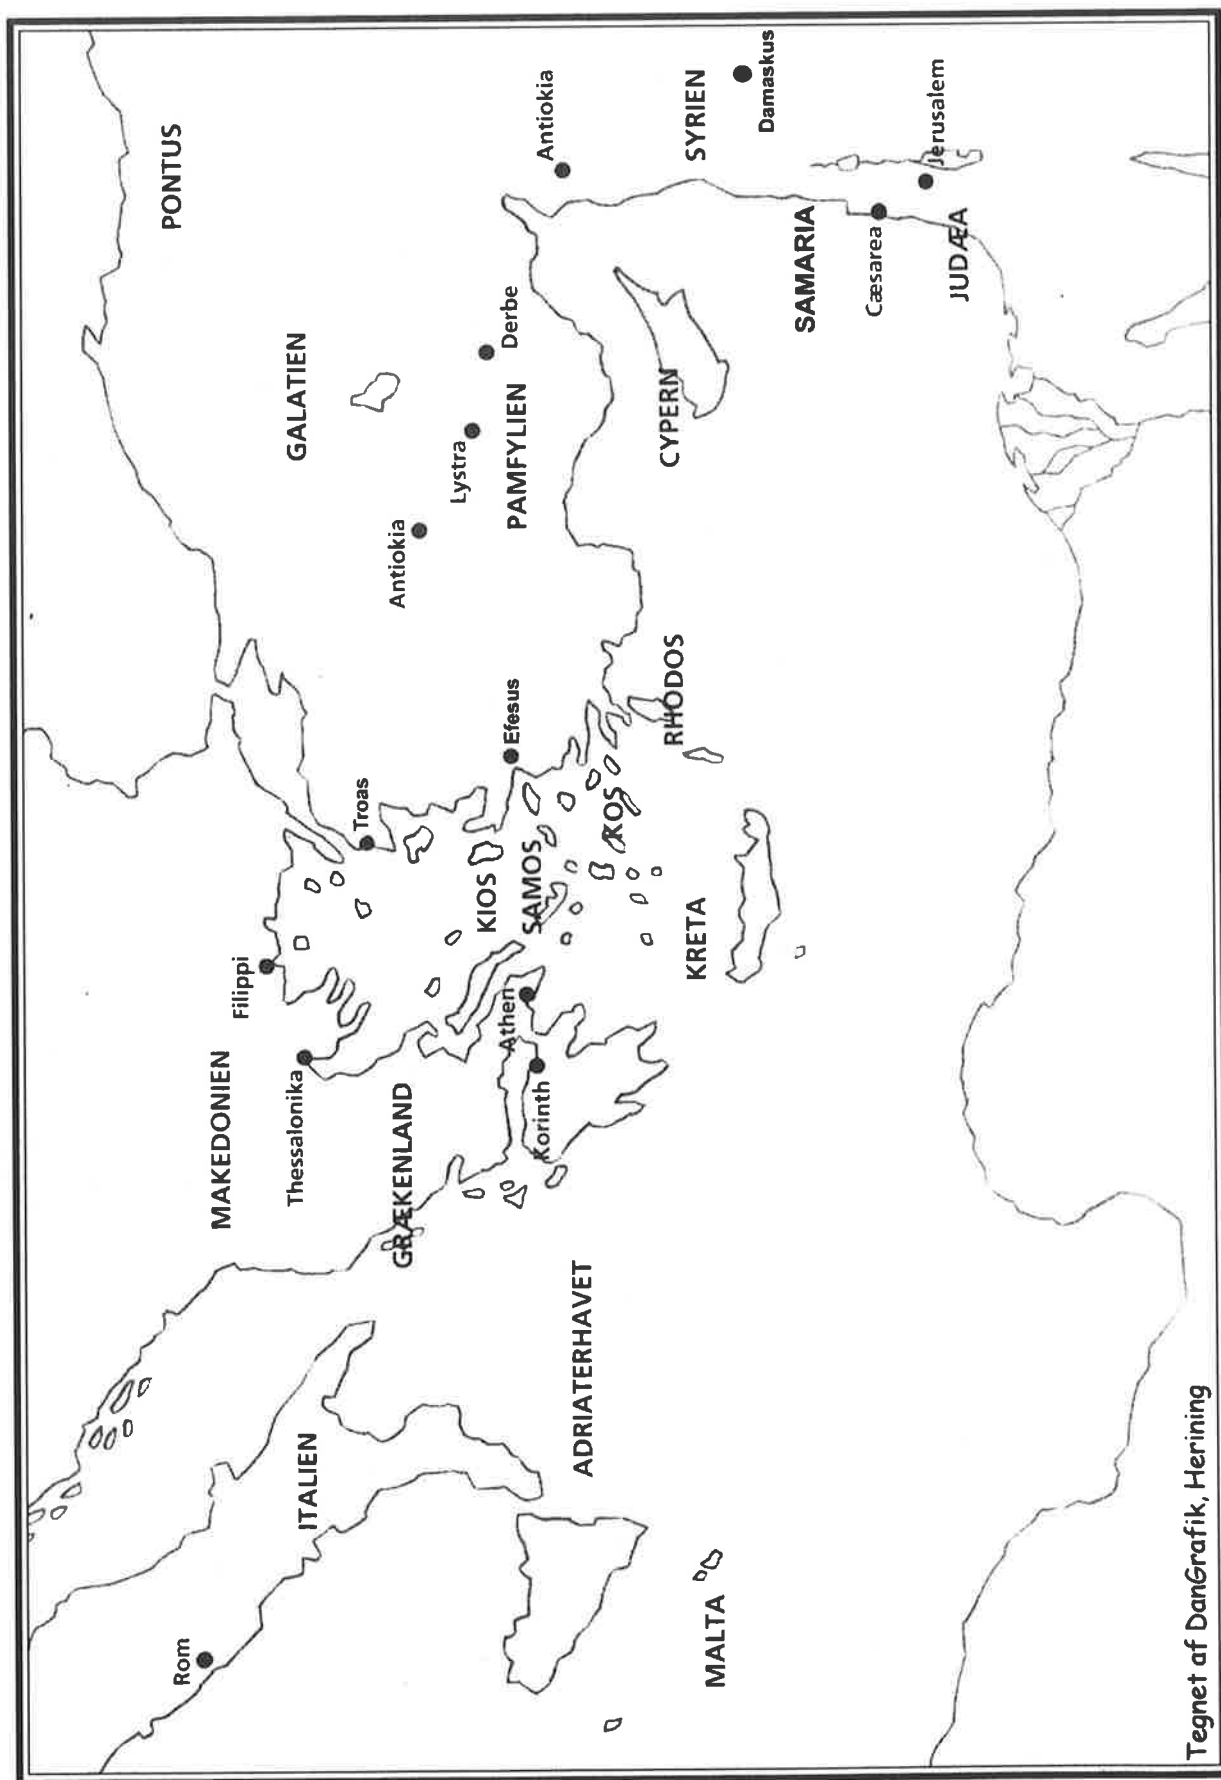 PONTUS
GALATIEN
MAKEDONIEN
ITALIEN
Rom
Thessalonika
Filippi
Troas
Antiokia
Lystra
Derbe
Antiokia
GRÆKENLAND
KIOS
Efesus
PAMFYLIEN
Athen
SAMOS
Korinth
ADRIATERHAVET
KOS
RHODOS
CYPERN
SYRIEN
Damaskus
MALTA
KRETA
SAMARIA
Cæsarea
Jerusalem
JUDÆA
Tegnet af DanGrafik, Herining